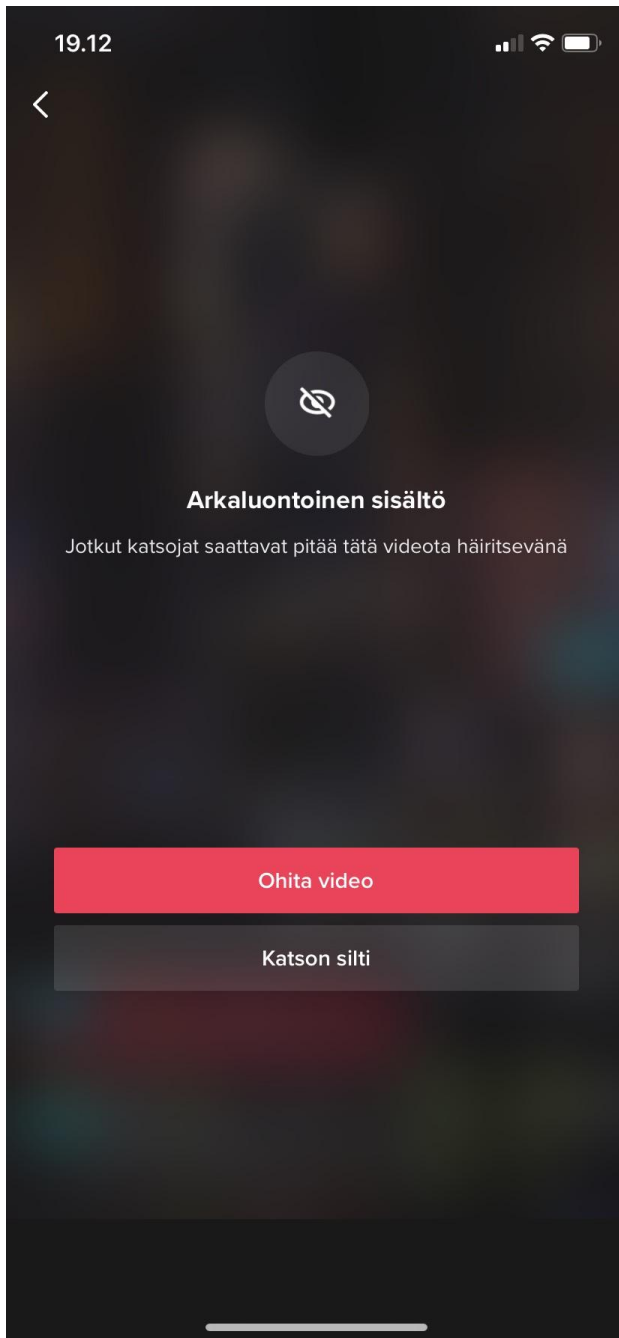 19.12
Arkaluontoinen sisältö
Jotkut katsojat saattavat pitää tätä videota häiritsevänä
Ohita video
Katson silti